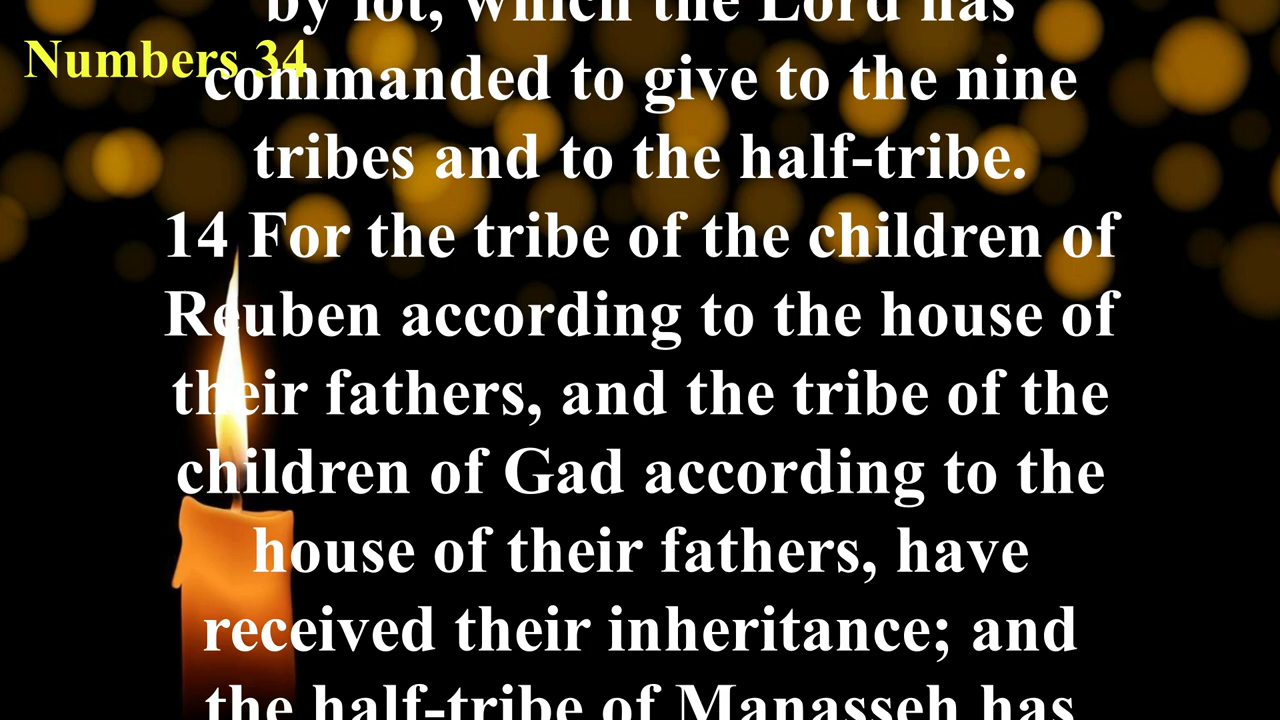 by lot, which the Lord has
Numbers 34
commanded to give to the nine
tribes and to the half-tribe.
14 For the tribe of the children of
Reuben according to the house of
their fathers, and the tribe of the
children of Gad according to the
house of their fathers, have
received their inheritance; and
the half-tribe of Manasseh has